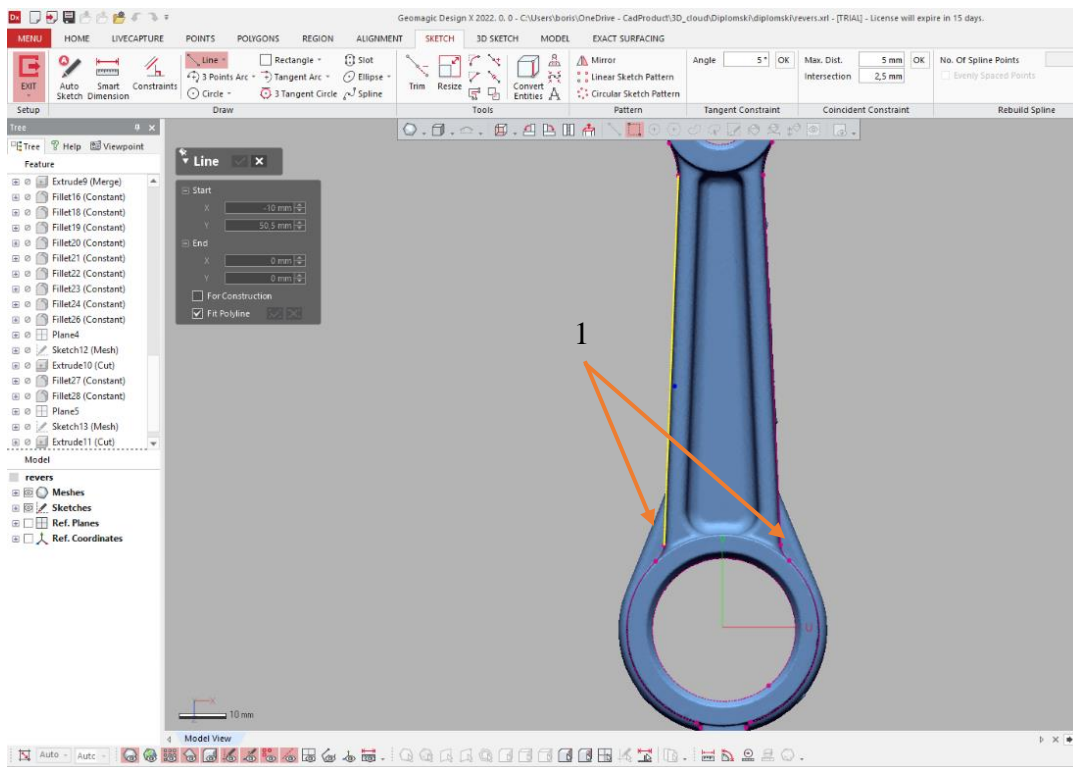 Geomagic Design X 2022. 0. 0 - C:\Users\boris\OneDrive - CadProduct\3D_cloud\Diplomski\diplomski\revers.xrl - [TRIAL] - License will expire in 15 days.
MENU HOME LIVECAPTURE POINTS POLYGONS REGION ALIGNMENT SKETCH 3D SKETCH MODEL EXACT SURFACING
Line Rectangle Slot Mirror Angle 5° OK Max. Dist. 5 mm OK No. Of Spline Points
3 Points Arc Tangent Arc Ellipse Linear Sketch Pattern Intersection 2,5 mm Evenly Spaced Points
EXIT Auto Sketch Smart Dimension Constraints Circle 3 Tangent Circle Spline Trim Resize Convert Entities Circular Sketch Pattern
Setup Draw Tools Pattern Tangent Constraint Coincident Constraint Rebuild Spline
Tree
Tree Help Viewpoint
Feature
Extrude9 (Merge)
Fillet16 (Constant)
Fillet18 (Constant)
Fillet19 (Constant)
Fillet20 (Constant)
Fillet21 (Constant)
Fillet22 (Constant)
Fillet23 (Constant)
Fillet24 (Constant)
Fillet26 (Constant)
Plane4
Sketch12 (Mesh)
Extrude10 (Cut)
Fillet27 (Constant)
Fillet28 (Constant)
Plane5
Sketch13 (Mesh)
Extrude11 (Cut)
Model
revers
Meshes
Sketches
Ref. Planes
Ref. Coordinates
Line
Start
X -10 mm
Y 50,5 mm
End
X 0 mm
Y 0 mm
For Construction
Fit Polyline
1
U
X
10 mm
Model View
Auto Autc